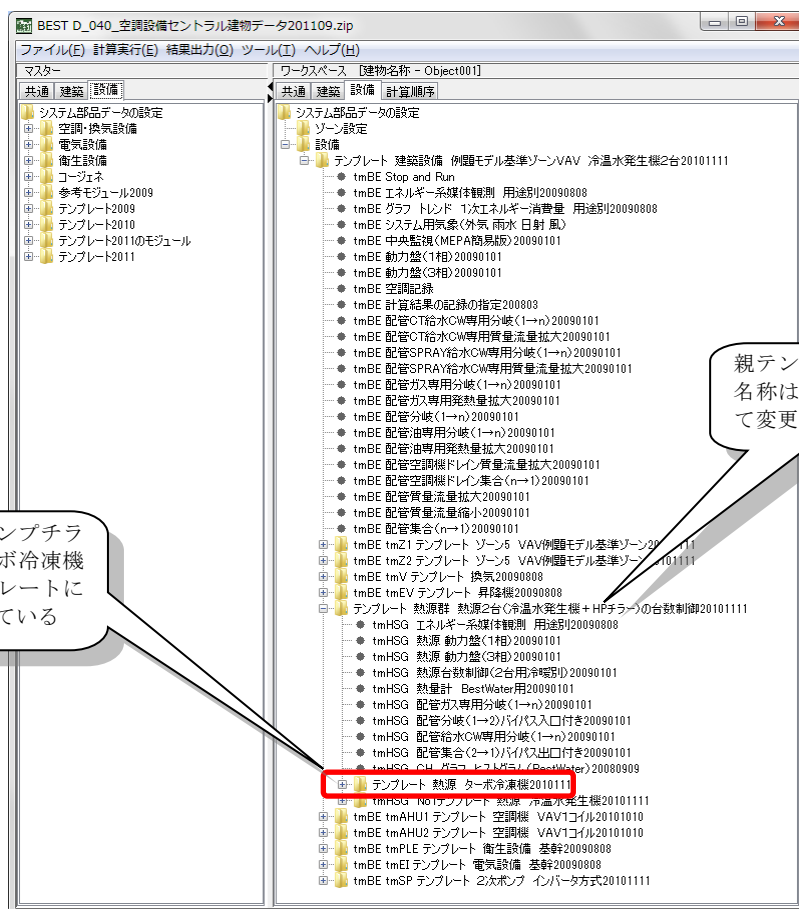 BEST D_040_空調設備セントラル建物データ201109.zip
ファイル(F) 計算実行(E) 結果出力(O) ツール(T) ヘルプ(H)
マスター
共通 建築 設備
システム部品データの設定
空調・換気設備
電気設備
衛生設備
コージェネ
参考モジュール2009
テンプレート2009
テンプレート2010
テンプレート2011のモジュール
テンプレート2011
ワークスペース [建物名称 - Object001]
共通 建築 設備 計算順序
システム部品データの設定
ゾーン設定
設備
テンプレート 建築設備 例題モデル基準ゾーンVAV 冷温水発生機2台20101111
tmBE Stop and Run
tmBE エネルギー系媒体観測 用途別20090808
tmBE グラフ トレンド 1次エネルギー消費量 用途別20090808
tmBE システム用気象(外気 雨水 日射 風)
tmBE 中央監視(MEPA簡易版)20090101
tmBE 動力盤(1相)20090101
tmBE 動力盤(3相)20090101
tmBE 空調記録
tmBE 計算結果の記録の指定200803
tmBE 配管CT給水CW専用分岐(1→n)20090101
tmBE 配管CT給水CW専用質量流量拡大20090101
tmBE 配管SPRAY給水CW専用分岐(1→n)20090101
tmBE 配管SPRAY給水CW専用質量流量拡大20090101
tmBE 配管ガス専用分岐(1→n)20090101
tmBE 配管ガス専用発熱量拡大20090101
tmBE 配管分岐(1→n)20090101
tmBE 配管油専用分岐(1→n)20090101
tmBE 配管油専用発熱量拡大20090101
tmBE 配管空調機ドレイン質量流量拡大20090101
tmBE 配管空調機ドレイン集合(n→1)20090101
tmBE 配管質量流量拡大20090101
tmBE 配管質量流量縮小20090101
tmBE 配管集合(n→1)20090101
tmBE tmZ1 テンプレート ゾーン5 VAV例題モデル基準ゾーン20101111
tmBE tmZ2 テンプレート ゾーン5 VAV例題モデル基準ゾーン20101111
tmBE tmV テンプレート 換気20090808
tmBE tmEV テンプレート 昇降機20090808
テンプレート 熱源群 熱源2台(冷温水発生機+HPチラー)の台数制御20101111
tmHSG エネルギー系媒体観測 用途別20090808
tmHSG 熱源 動力盤(1相)20090101
tmHSG 熱源 動力盤(3相)20090101
tmHSG 熱源台数制御(2台用冷暖別)20090101
tmHSG 熱量計 BestWater用20090101
tmHSG 配管ガス専用分岐(1→n)20090101
tmHSG 配管分岐(1→2)バイパス入口付き20090101
tmHSG 配管給水CW専用分岐(1→n)20090101
tmHSG 配管集合(2→1)バイパス出口付き20090101
tmHSG CH グラフ ヒストグラム(BestWater)20080909
テンプレート 熱源 ターボ冷凍機20101111
tmHSG No1テンプレート 熱源 冷温水発生機20101111
tmBE tmAHU1 テンプレート 空調機 VAV1コイル20101010
tmBE tmAHU2 テンプレート 空調機 VAV1コイル20101010
tmBE tmPLE テンプレート 衛生設備 基幹20090808
tmBE tmEI テンプレート 電気設備 基幹20090808
tmBE tmSP テンプレート 2次ポンプ インバータ方式20101111
親テン
名称は
て変更
ンプチラ
ボ冷凍機
レートに
ている